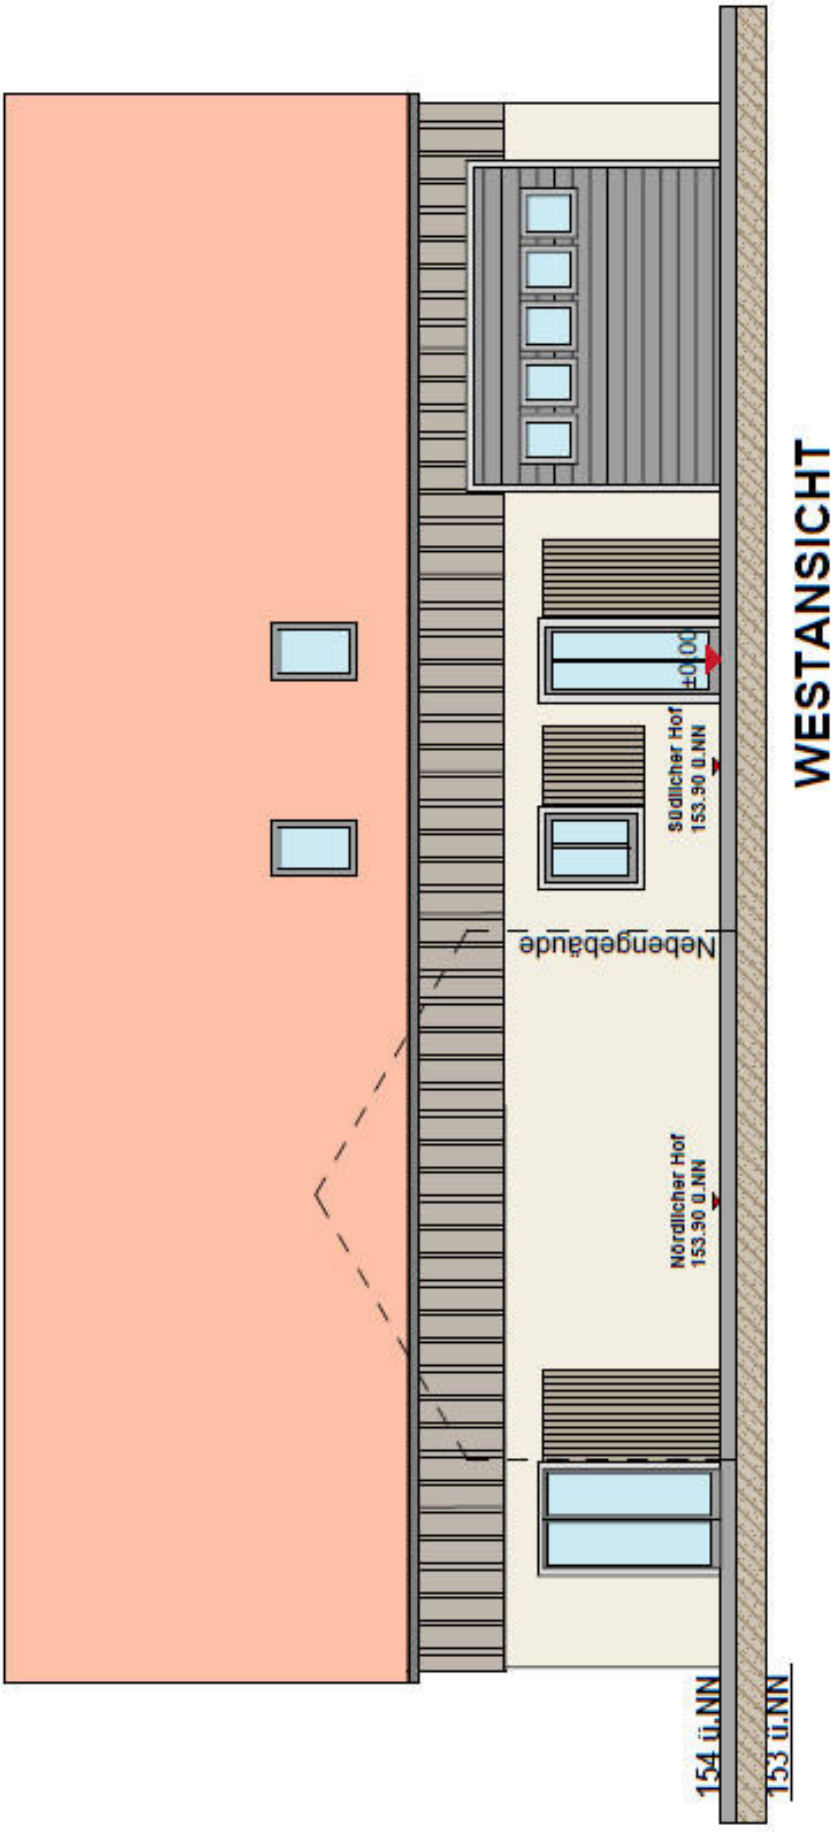 154 ü.NN
153 ü.NN
Nördlicher Hof
153.90 ü.NN
Nebengebäude
Südlicher Hof
153.90 ü.NN
±0,00
WESTANSICHT